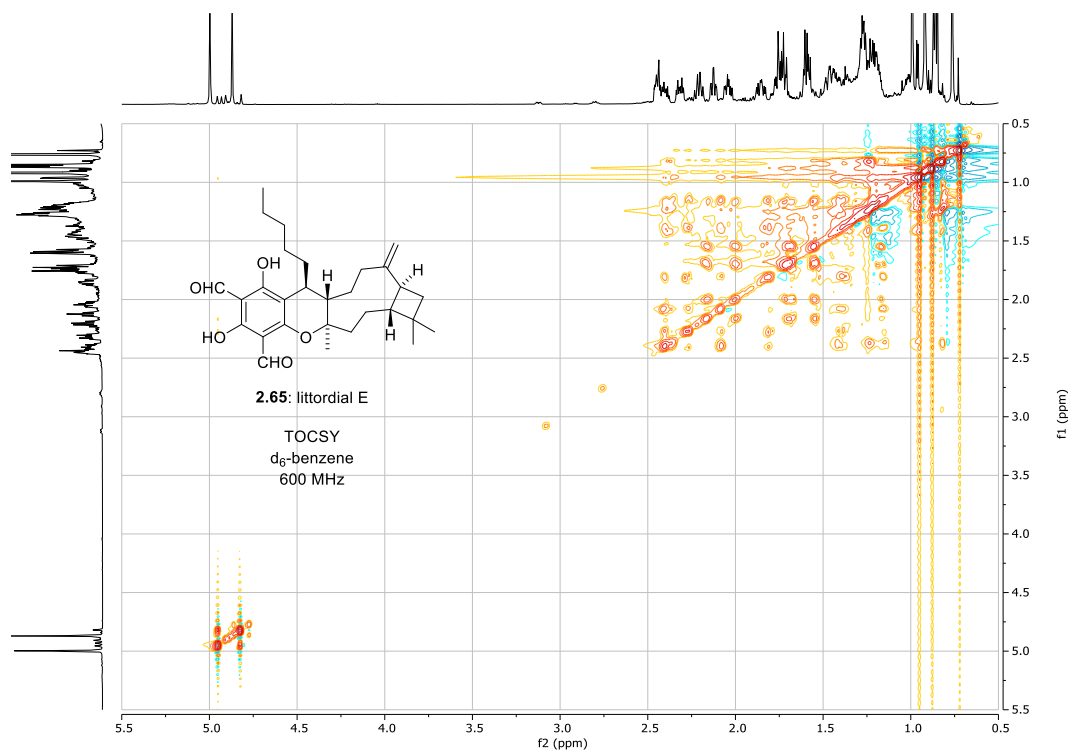 0.5
1.0
1.5
2.0
2.5
3.0
3.5
4.0
4.5
5.0
5.5
f1 (ppm)
OH
H
H
CHO
HO
O
H
CHO
2.65: littordial E
TOCSY
d6-benzene
600 MHz
5.5 5.0 4.5 4.0 3.5 3.0 2.5 2.0 1.5 1.0 0.5
f2 (ppm)